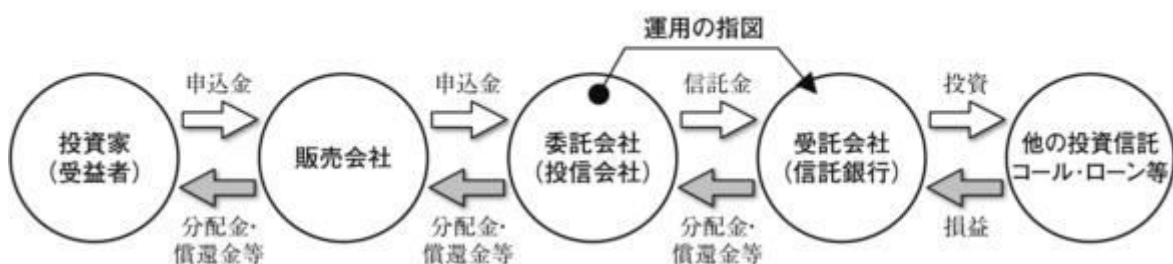 運用の指図
申込金
申込金
信託金
投資
投資家
(受益者)
販売会社
委託会社
(投信会社)
受託会社
(信託銀行)
他の投資信託
コール・ローン等
分配金・
償還金等
分配金・
償還金等
分配金・
償還金等
損益